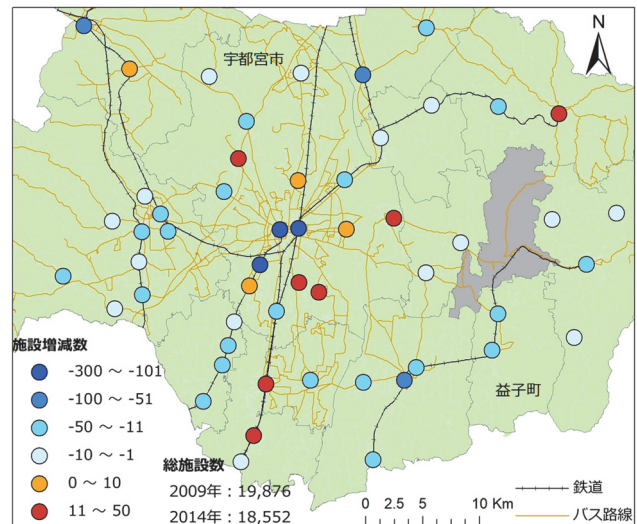 N
宇都宮市
益子町
施設増減数
-300 ～ -101
-100 ～ -51
-50 ～ -11
-10 ～ -1
0 ～ 10
11 ～ 50
総施設数
2009年 : 19,876
2014年 : 18,552
0 2.5 5 10 Km
鉄道
バス路線